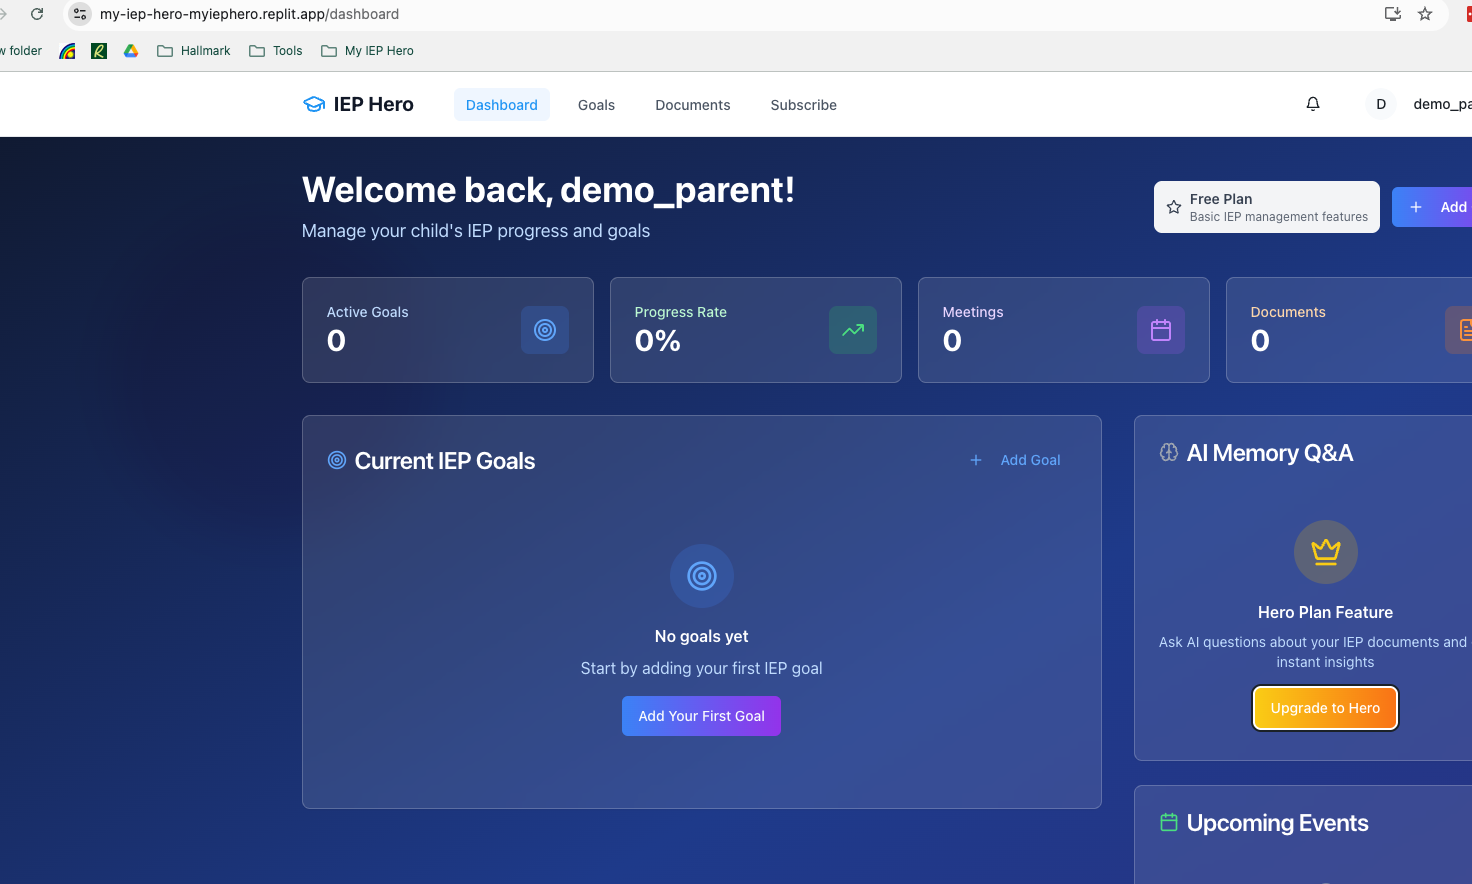 my-iep-hero-myiephero.replit.app/dashboard
folder
Hallmark
Tools
My IEP Hero
IEP Hero
Dashboard
Goals
Documents
Subscribe
D
Welcome back, demo_parent!
Manage your child's IEP progress and goals
Free Plan
Basic IEP management features
Add
Active Goals
0
Progress Rate
0%
Meetings
0
Documents
0
Current IEP Goals
Add Goal
No goals yet
Start by adding your first IEP goal
Add Your First Goal
AI Memory Q&A
Hero Plan Feature
Ask AI questions about your IEP documents and
instant insights
Upgrade to Hero
Upcoming Events